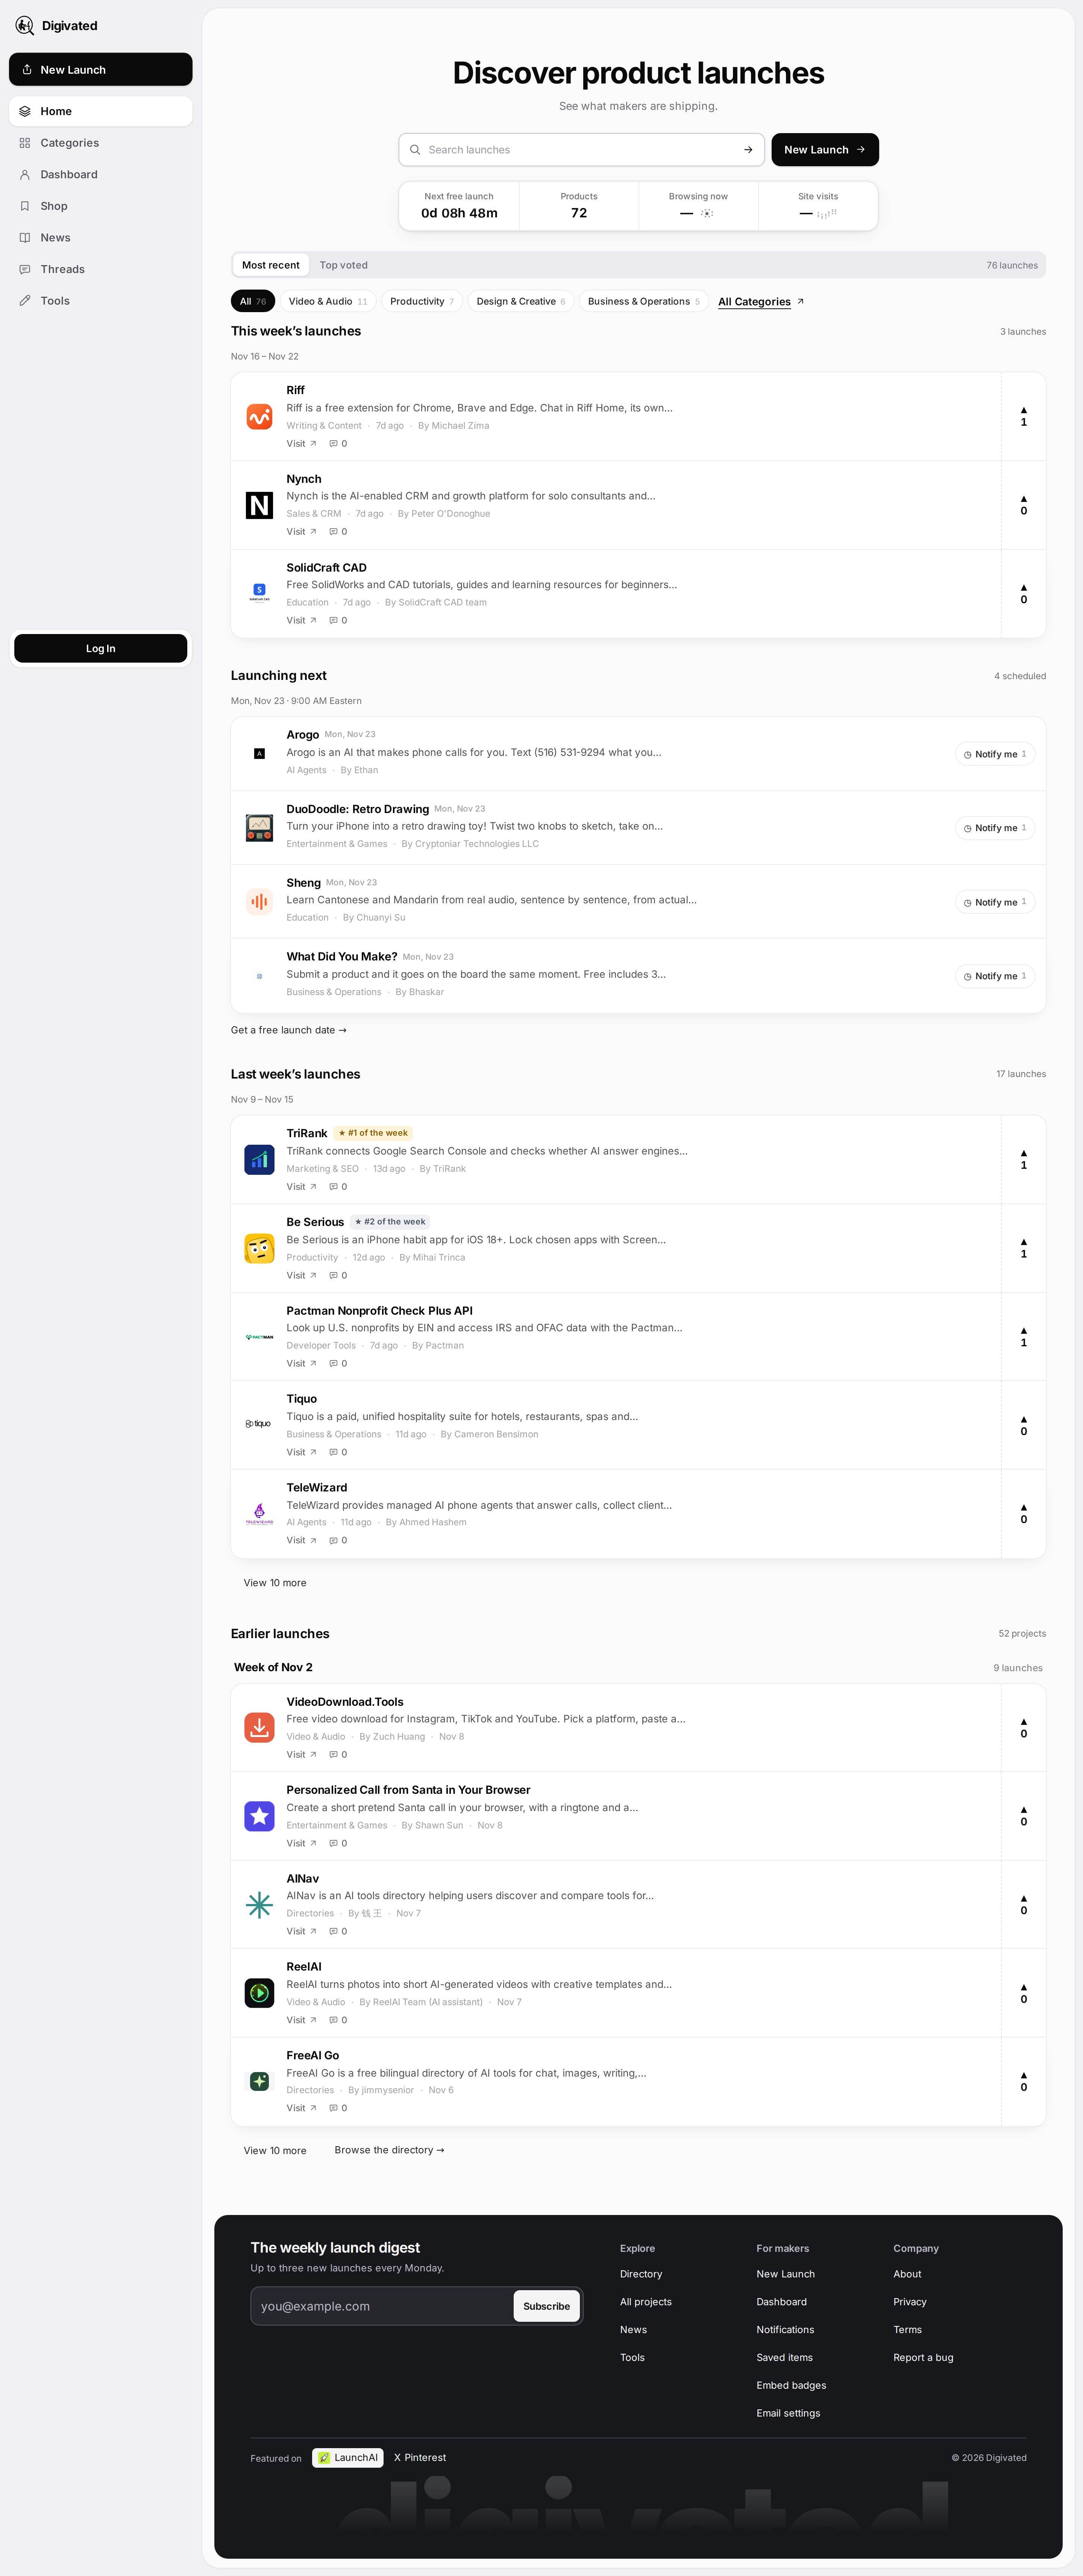 Digivated
New Launch
Home
Categories
Dashboard
Shop
News
Threads
Tools
Log In
Discover product launches
See what makers are shipping.
Search launches →
New Launch →
Next free launch
0d 08h 48m
Products
72
Browsing now
—
Site visits
—
Most recent Top voted 76 launches
All 76 Video & Audio 11 Productivity 7 Design & Creative 6 Business & Operations 5 All Categories ↗
This week's launches 3 launches
Nov 16 – Nov 22
Riff
Riff is a free extension for Chrome, Brave and Edge. Chat in Riff Home, its own...
Writing & Content · 7d ago · By Michael Zima
Visit ↗ 0
▲
1
N
Nynch
Nynch is the AI-enabled CRM and growth platform for solo consultants and...
Sales & CRM · 7d ago · By Peter O'Donoghue
Visit ↗ 0
▲
0
S
SolidCraft CAD
Free SolidWorks and CAD tutorials, guides and learning resources for beginners...
Education · 7d ago · By SolidCraft CAD team
Visit ↗ 0
▲
0
Launching next 4 scheduled
Mon, Nov 23 · 9:00 AM Eastern
A
Arogo Mon, Nov 23
Arogo is an AI that makes phone calls for you. Text (516) 531-9294 what you...
AI Agents · By Ethan
Notify me 1
DuoDoodle: Retro Drawing Mon, Nov 23
Turn your iPhone into a retro drawing toy! Twist two knobs to sketch, take on...
Entertainment & Games · By Cryptoniar Technologies LLC
Notify me 1
Sheng Mon, Nov 23
Learn Cantonese and Mandarin from real audio, sentence by sentence, from actual...
Education · By Chuanyi Su
Notify me 1
What Did You Make? Mon, Nov 23
Submit a product and it goes on the board the same moment. Free includes 3...
Business & Operations · By Bhaskar
Notify me 1
Get a free launch date →
Last week's launches 17 launches
Nov 9 – Nov 15
TriRank ★ #1 of the week
TriRank connects Google Search Console and checks whether AI answer engines...
Marketing & SEO · 13d ago · By TriRank
Visit ↗ 0
▲
1
Be Serious ★ #2 of the week
Be Serious is an iPhone habit app for iOS 18+. Lock chosen apps with Screen...
Productivity · 12d ago · By Mihai Trinca
Visit ↗ 0
▲
1
PACTMAN
Pactman Nonprofit Check Plus API
Look up U.S. nonprofits by EIN and access IRS and OFAC data with the Pactman...
Developer Tools · 7d ago · By Pactman
Visit ↗ 0
▲
1
tiquo
Tiquo
Tiquo is a paid, unified hospitality suite for hotels, restaurants, spas and...
Business & Operations · 11d ago · By Cameron Bensimon
Visit ↗ 0
▲
0
TELEWIZARD
TeleWizard
TeleWizard provides managed AI phone agents that answer calls, collect client...
AI Agents · 11d ago · By Ahmed Hashem
Visit ↗ 0
▲
0
View 10 more
Earlier launches 52 projects
Week of Nov 2 9 launches
VideoDownload.Tools
Free video download for Instagram, TikTok and YouTube. Pick a platform, paste a...
Video & Audio · By Zuch Huang · Nov 8
Visit ↗ 0
▲
0
Personalized Call from Santa in Your Browser
Create a short pretend Santa call in your browser, with a ringtone and a...
Entertainment & Games · By Shawn Sun · Nov 8
Visit ↗ 0
▲
0
AINav
AINav is an AI tools directory helping users discover and compare tools for...
Directories · By 钱 王 · Nov 7
Visit ↗ 0
▲
0
ReelAI
ReelAI turns photos into short AI-generated videos with creative templates and...
Video & Audio · By ReelAI Team (AI assistant) · Nov 7
Visit ↗ 0
▲
0
FreeAI Go
FreeAI Go is a free bilingual directory of AI tools for chat, images, writing,...
Directories · By jimmysenior · Nov 6
Visit ↗ 0
▲
0
View 10 more Browse the directory →
The weekly launch digest
Up to three new launches every Monday.
you@example.com Subscribe
Explore
Directory
All projects
News
Tools
For makers
New Launch
Dashboard
Notifications
Saved items
Embed badges
Email settings
Company
About
Privacy
Terms
Report a bug
Featured on LaunchAI X Pinterest © 2026 Digivated
digivated